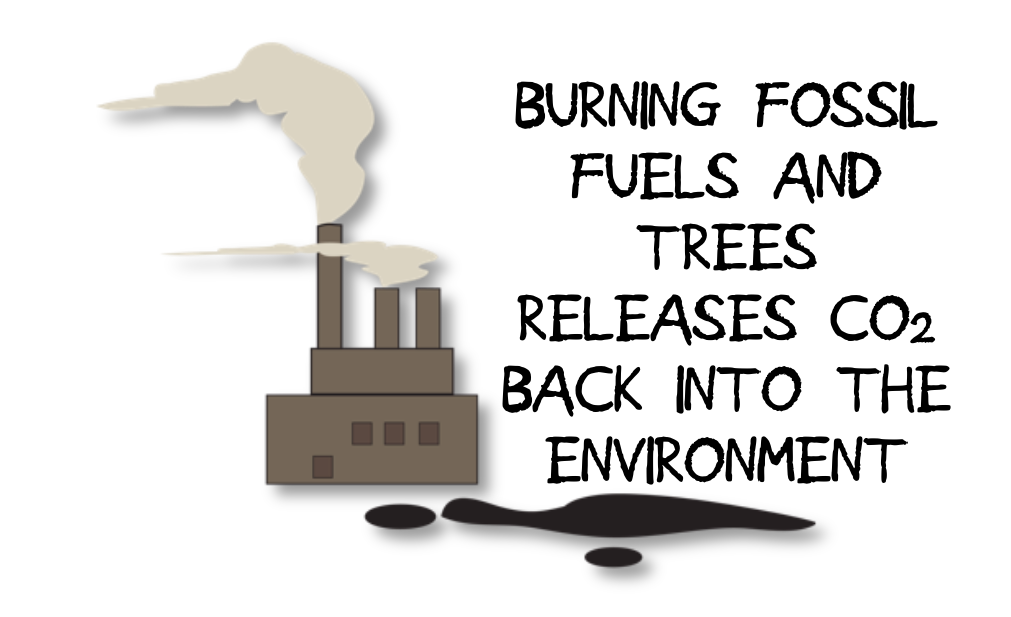 BURNING FOSSIL
FUELS AND
TREES
RELEASES CO₂
BACK INTO THE
ENVIRONMENT